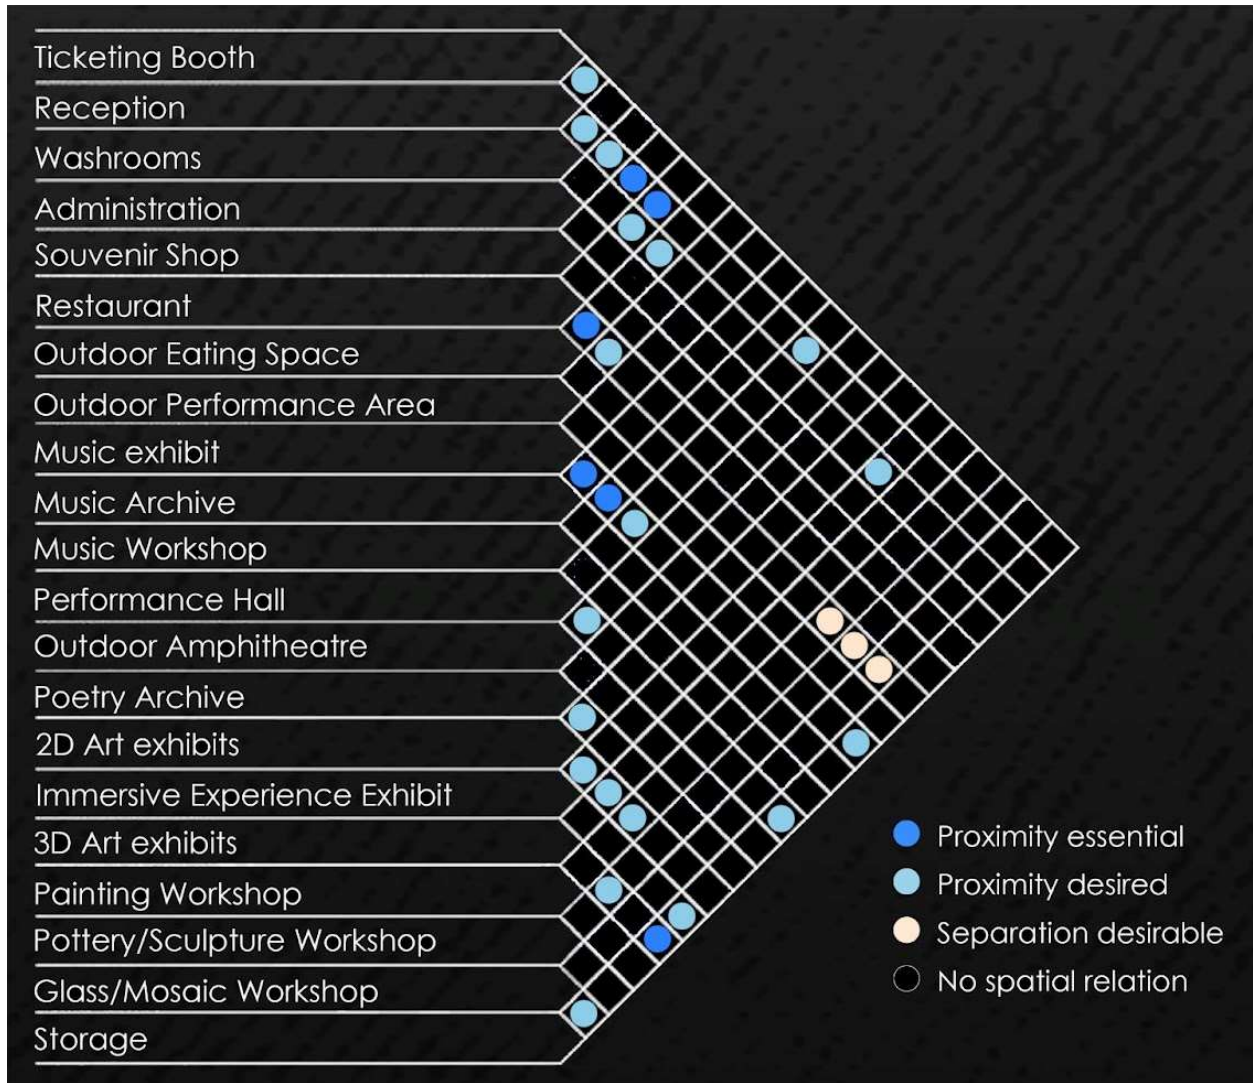 Ticketing Booth
Reception
Washrooms
Administration
Souvenir Shop
Restaurant
Outdoor Eating Space
Outdoor Performance Area
Music exhibit
Music Archive
Music Workshop
Performance Hall
Outdoor Amphitheatre
Poetry Archive
2D Art exhibits
Immersive Experience Exhibit
3D Art exhibits
Painting Workshop
Pottery/Sculpture Workshop
Glass/Mosaic Workshop
Storage
Proximity essential
Proximity desired
Separation desirable
No spatial relation